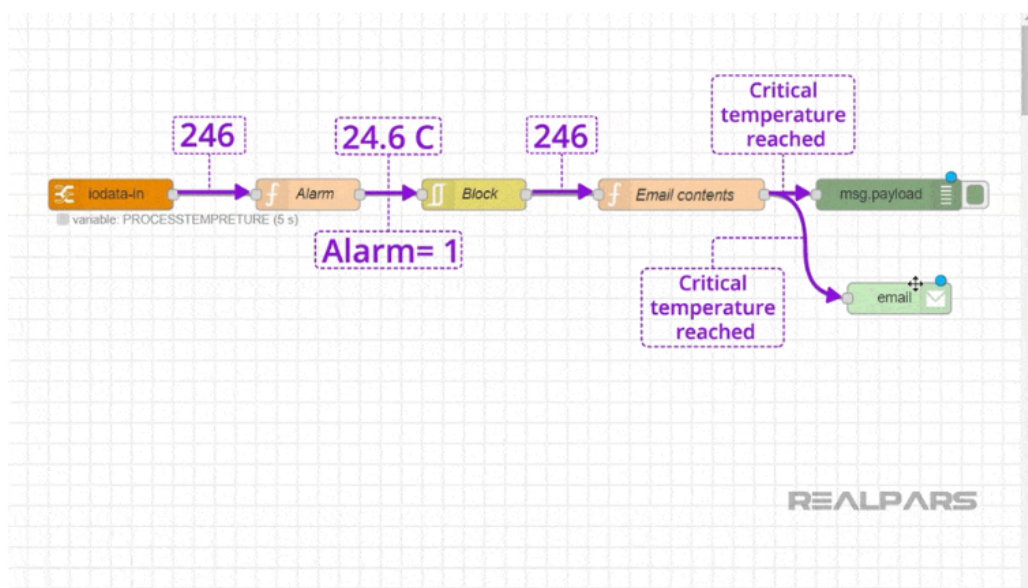 Critical
temperature
reached
246
24.6 C
246
iodata-in
Alarm
Block
Email contents
msg.payload
variable: PROCESSTEMPRETURE (5 s)
Alarm= 1
Critical
temperature
reached
email
REALPARS